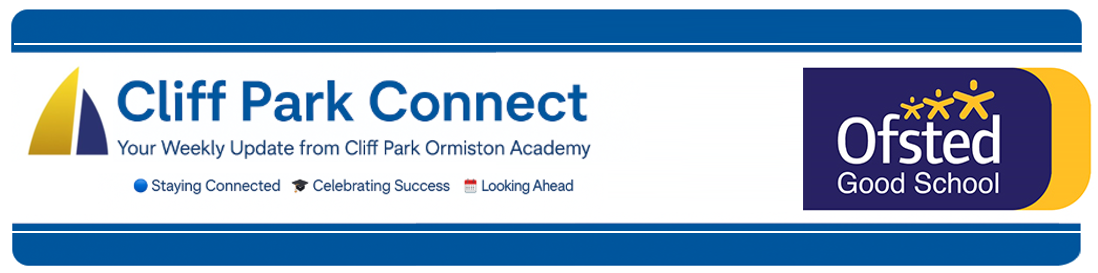 Cliff Park Connect
Your Weekly Update from Cliff Park Ormiston Academy
Staying Connected Celebrating Success Looking Ahead
Ofsted
Good School